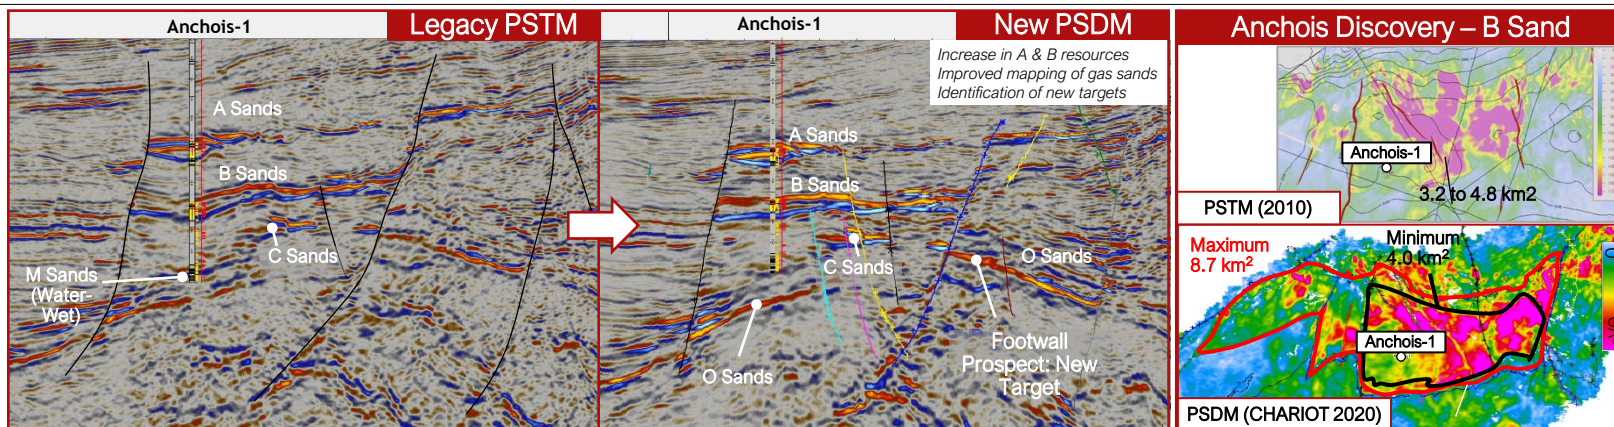 Anchois-1
Legacy PSTM
A Sands
B Sands
C Sands
M Sands
(Water-
Wet)
Anchois-1
New PSDM
Increase in A & B resources
Improved mapping of gas sands
Identification of new targets
A Sands
B Sands
C Sands
O Sands
O Sands
Footwall
Prospect: New
Target
Anchois Discovery – B Sand
Anchois-1
3.2 to 4.8 km2
PSTM (2010)
Maximum
8.7 km²
Minimum
4.0 km²
Anchois-1
PSDM (CHARIOT 2020)